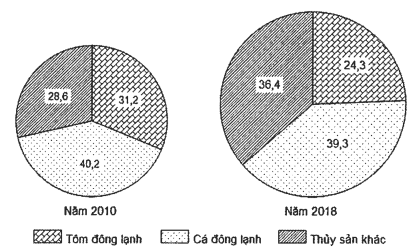 28,6
31,2
40,2
24,3
36,4
39,3
Năm 2010
Năm 2018
Tôm đông lạnh
Cá đông lạnh
Thủy sản khác